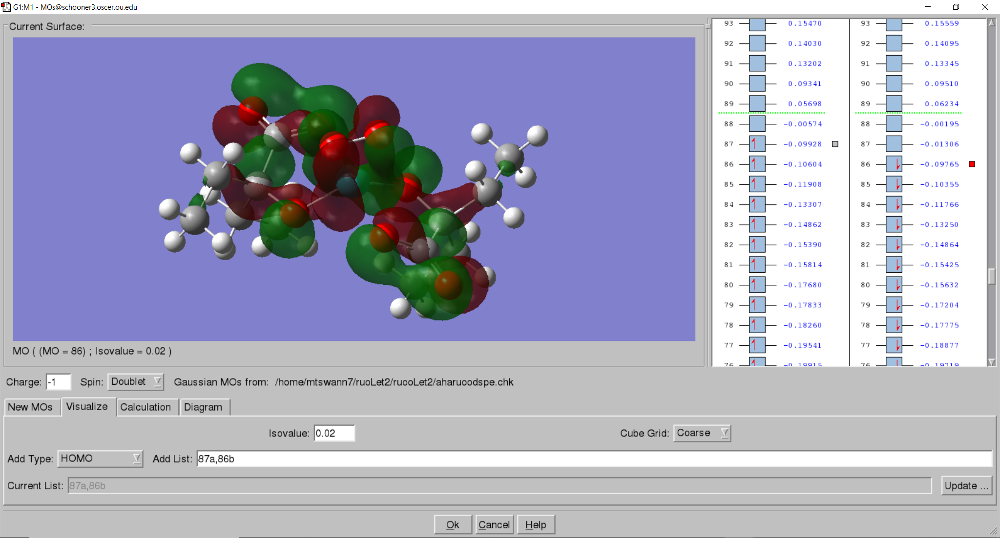 G1:M1 - MOs@schooner3.oscer.ou.edu
Current Surface:
93 0.15470 93 0.15559
92 0.14030 92 0.14095
91 0.13202 91 0.13345
90 0.09341 90 0.09510
89 0.05698 89 0.06234
88 -0.00574 88 -0.00195
87 -0.09928 87 -0.01306
86 -0.10604 86 -0.09765
85 -0.11908 85 -0.10355
84 -0.13307 84 -0.11766
83 -0.14862 83 -0.13250
82 -0.15390 82 -0.14864
81 -0.15814 81 -0.15425
80 -0.17680 80 -0.15632
79 -0.17833 79 -0.17204
78 -0.18260 78 -0.17775
77 -0.19541 77 -0.18877
76 -0.19915 76 -0.19719
MO ( (MO = 86) ; Isovalue = 0.02 )
Charge: -1 Spin: Doublet Gaussian MOs from: /home/mtswann7/ruoLet2/ruooLet2/aharuoodspe.chk
New MOs Visualize Calculation Diagram
Isovalue: 0.02 Cube Grid: Coarse
Add Type: HOMO Add List: 87a,86b
Current List: 87a,86b Update ...
Ok Cancel Help